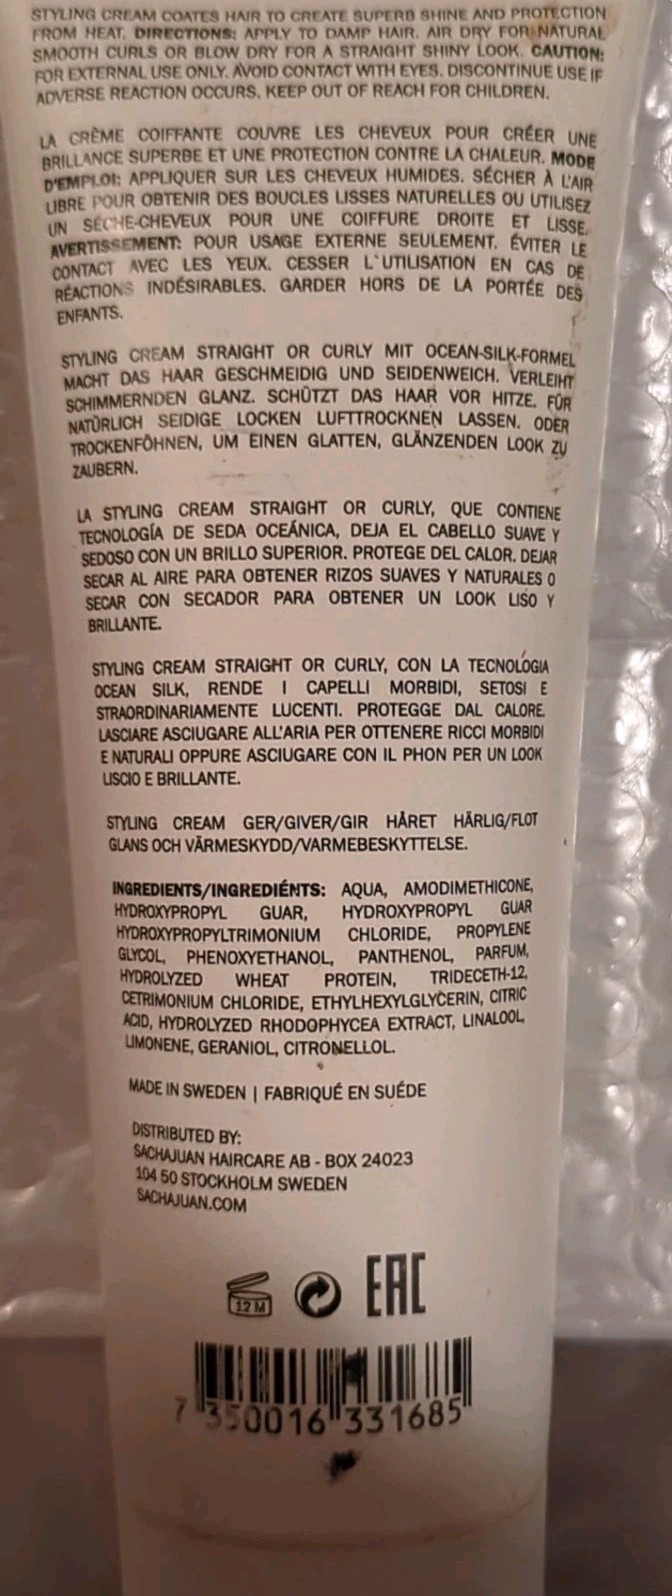 STYLING CREAM COATES HAIR TO CREATE SUPERB SHINE AND PROTECTION
FROM HEAT. DIRECTIONS: APPLY TO DAMP HAIR. AIR DRY FOR NATURAL
SMOOTH CURLS OR BLOW DRY FOR A STRAIGHT SHINY LOOK. CAUTION:
FOR EXTERNAL USE ONLY. AVOID CONTACT WITH EYES. DISCONTINUE USE IF
ADVERSE REACTION OCCURS. KEEP OUT OF REACH FOR CHILDREN.
LA CRÈME COIFFANTE COUVRE LES CHEVEUX POUR CRÉER UNE
BRILLANCE SUPERBE ET UNE PROTECTION CONTRE LA CHALEUR. MODE
D'EMPLOI: APPLIQUER SUR LES CHEVEUX HUMIDES. SÉCHER À L'AIR
LIBRE POUR OBTENIR DES BOUCLES LISSES NATURELLES OU UTILISEZ
UN SÈCHE-CHEVEUX POUR UNE COIFFURE DROITE ET LISSE.
AVERTISSEMENT: POUR USAGE EXTERNE SEULEMENT. ÉVITER LE
CONTACT AVEC LES YEUX. CESSER L`UTILISATION EN CAS DE
RÉACTIONS INDÉSIRABLES. GARDER HORS DE LA PORTÉE DES
ENFANTS.
STYLING CREAM STRAIGHT OR CURLY MIT OCEAN-SILK-FORMEL
MACHT DAS HAAR GESCHMEIDIG UND SEIDENWEICH. VERLEIHT
SCHIMMERNDEN GLANZ. SCHÜTZT DAS HAAR VOR HITZE. FÜR
NATÜRLICH SEIDIGE LOCKEN LUFTTROCKNEN LASSEN. ODER
TROCKENFÖHNEN, UM EINEN GLATTEN, GLÄNZENDEN LOOK ZU
ZAUBERN.
LA STYLING CREAM STRAIGHT OR CURLY, QUE CONTIENE
TECNOLOGÍA DE SEDA OCEÁNICA, DEJA EL CABELLO SUAVE Y
SEDOSO CON UN BRILLO SUPERIOR. PROTEGE DEL CALOR. DEJAR
SECAR AL AIRE PARA OBTENER RIZOS SUAVES Y NATURALES O
SECAR CON SECADOR PARA OBTENER UN LOOK LISO Y
BRILLANTE.
STYLING CREAM STRAIGHT OR CURLY, CON LA TECNOLÓGIA
OCEAN SILK, RENDE I CAPELLI MORBIDI, SETOSI E
STRAORDINARIAMENTE LUCENTI. PROTEGGE DAL CALORE.
LASCIARE ASCIUGARE ALL'ARIA PER OTTENERE RICCI MORBIDI
E NATURALI OPPURE ASCIUGARE CON IL PHON PER UN LOOK
LISCIO E BRILLANTE.
STYLING CREAM GER/GIVER/GIR HÅRET HÄRLIG/FLOT
GLANS OCH VÄRMESKYDD/VARMEBESKYTTELSE.
INGREDIENTS/INGREDIÉNTS: AQUA, AMODIMETHICONE,
HYDROXYPROPYL GUAR, HYDROXYPROPYL GUAR
HYDROXYPROPYLTRIMONIUM CHLORIDE, PROPYLENE
GLYCOL, PHENOXYETHANOL, PANTHENOL, PARFUM,
HYDROLYZED WHEAT PROTEIN, TRIDECETH-12,
CETRIMONIUM CHLORIDE, ETHYLHEXYLGLYCERIN, CITRIC
ACID, HYDROLYZED RHODOPHYCEA EXTRACT, LINALOOL,
LIMONENE, GERANIOL, CITRONELLOL.
MADE IN SWEDEN | FABRIQUÉ EN SUÉDE
DISTRIBUTED BY:
SACHAJUAN HAIRCARE AB - BOX 24023
104 50 STOCKHOLM SWEDEN
SACHAJUAN.COM
12 M
EAC
7 350016 331685